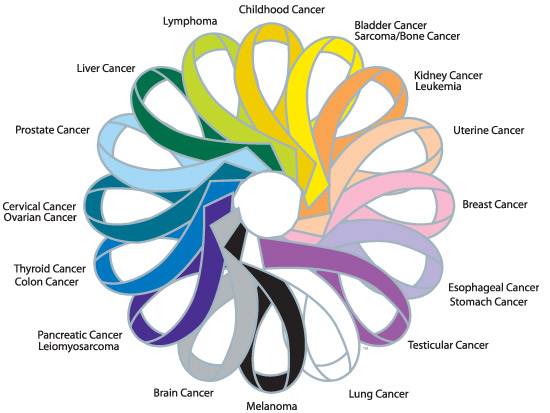 Childhood Cancer
Bladder Cancer
Sarcoma/Bone Cancer
Kidney Cancer
Leukemia
Uterine Cancer
Breast Cancer
Esophageal Cancer
Stomach Cancer
Testicular Cancer
Lung Cancer
Melanoma
Brain Cancer
Pancreatic Cancer
Leiomyosarcoma
Thyroid Cancer
Colon Cancer
Cervical Cancer
Ovarian Cancer
Prostate Cancer
Liver Cancer
Lymphoma
™